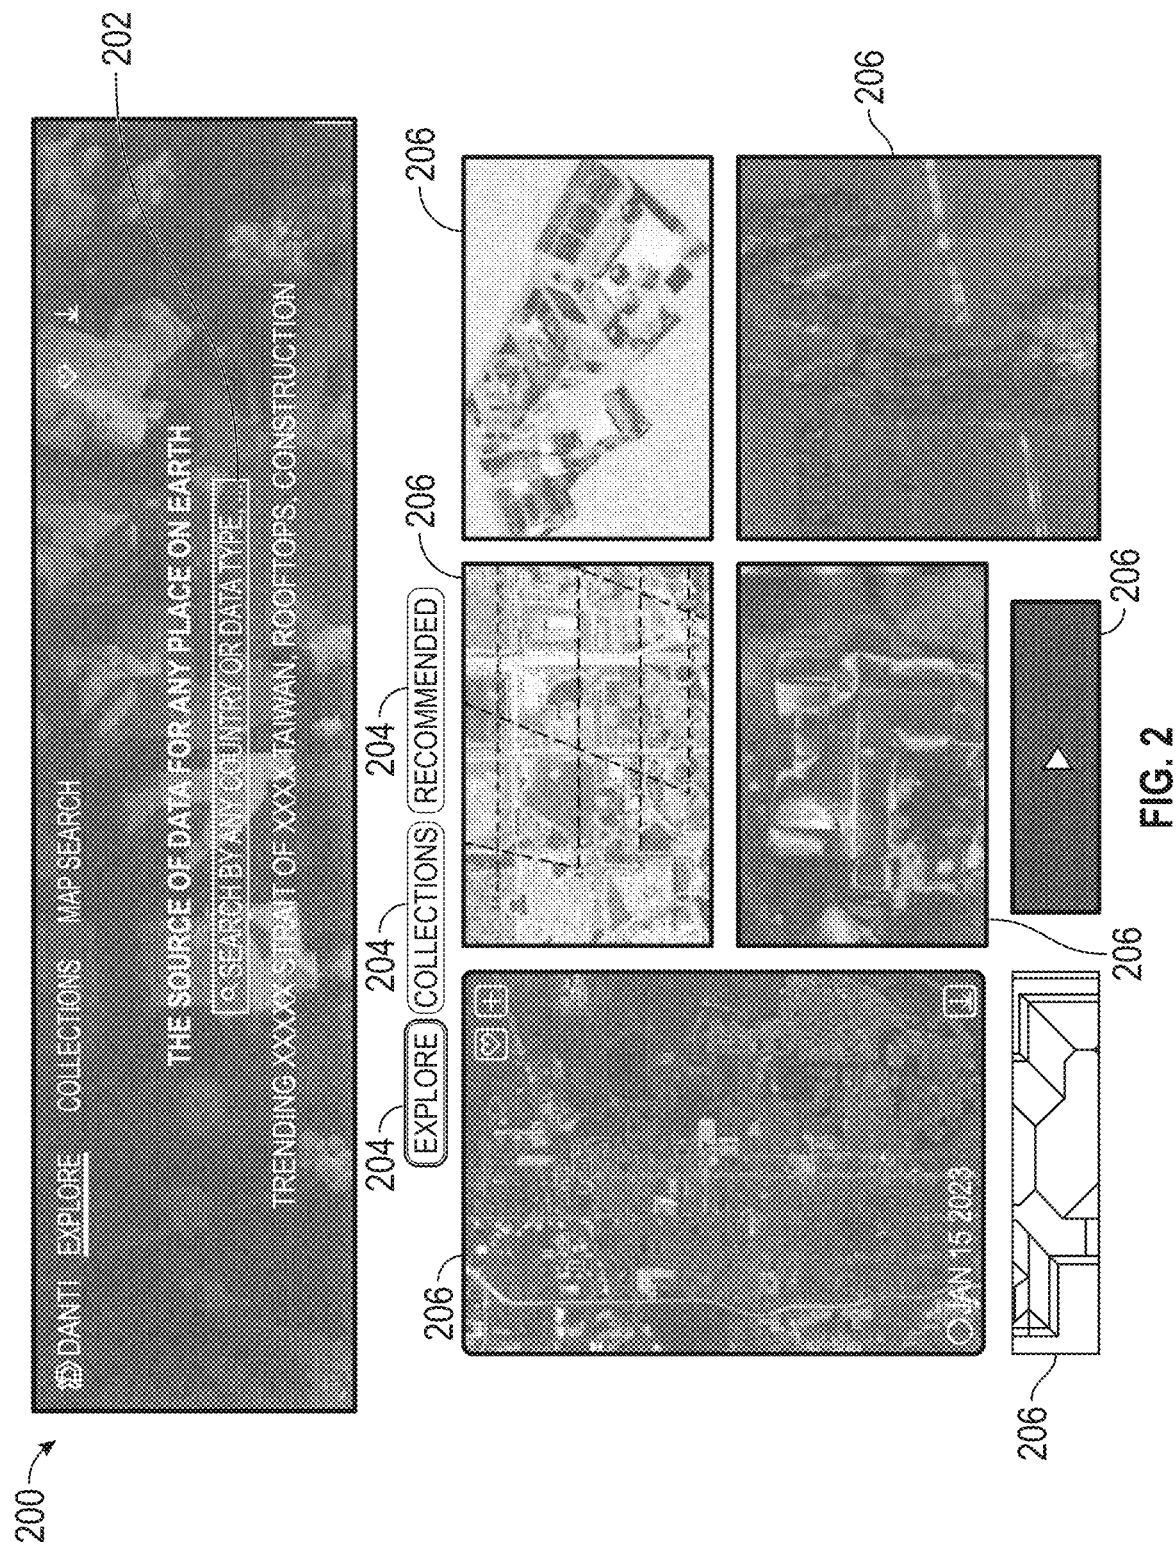 200
202
DANTI EXPLORE COLLECTIONS MAP SEARCH
THE SOURCE OF DATA FOR ANY PLACE ON EARTH
SEARCH BY ANY COUNTRY OR DATA TYPE
TRENDING XXXXX STRAIT OF XXX, TAIWAN, ROOFTOPS, CONSTRUCTION
204 204 204
EXPLORE COLLECTIONS RECOMMENDED
206 206 206
206
JAN 15 2023
206 206 206
FIG. 2